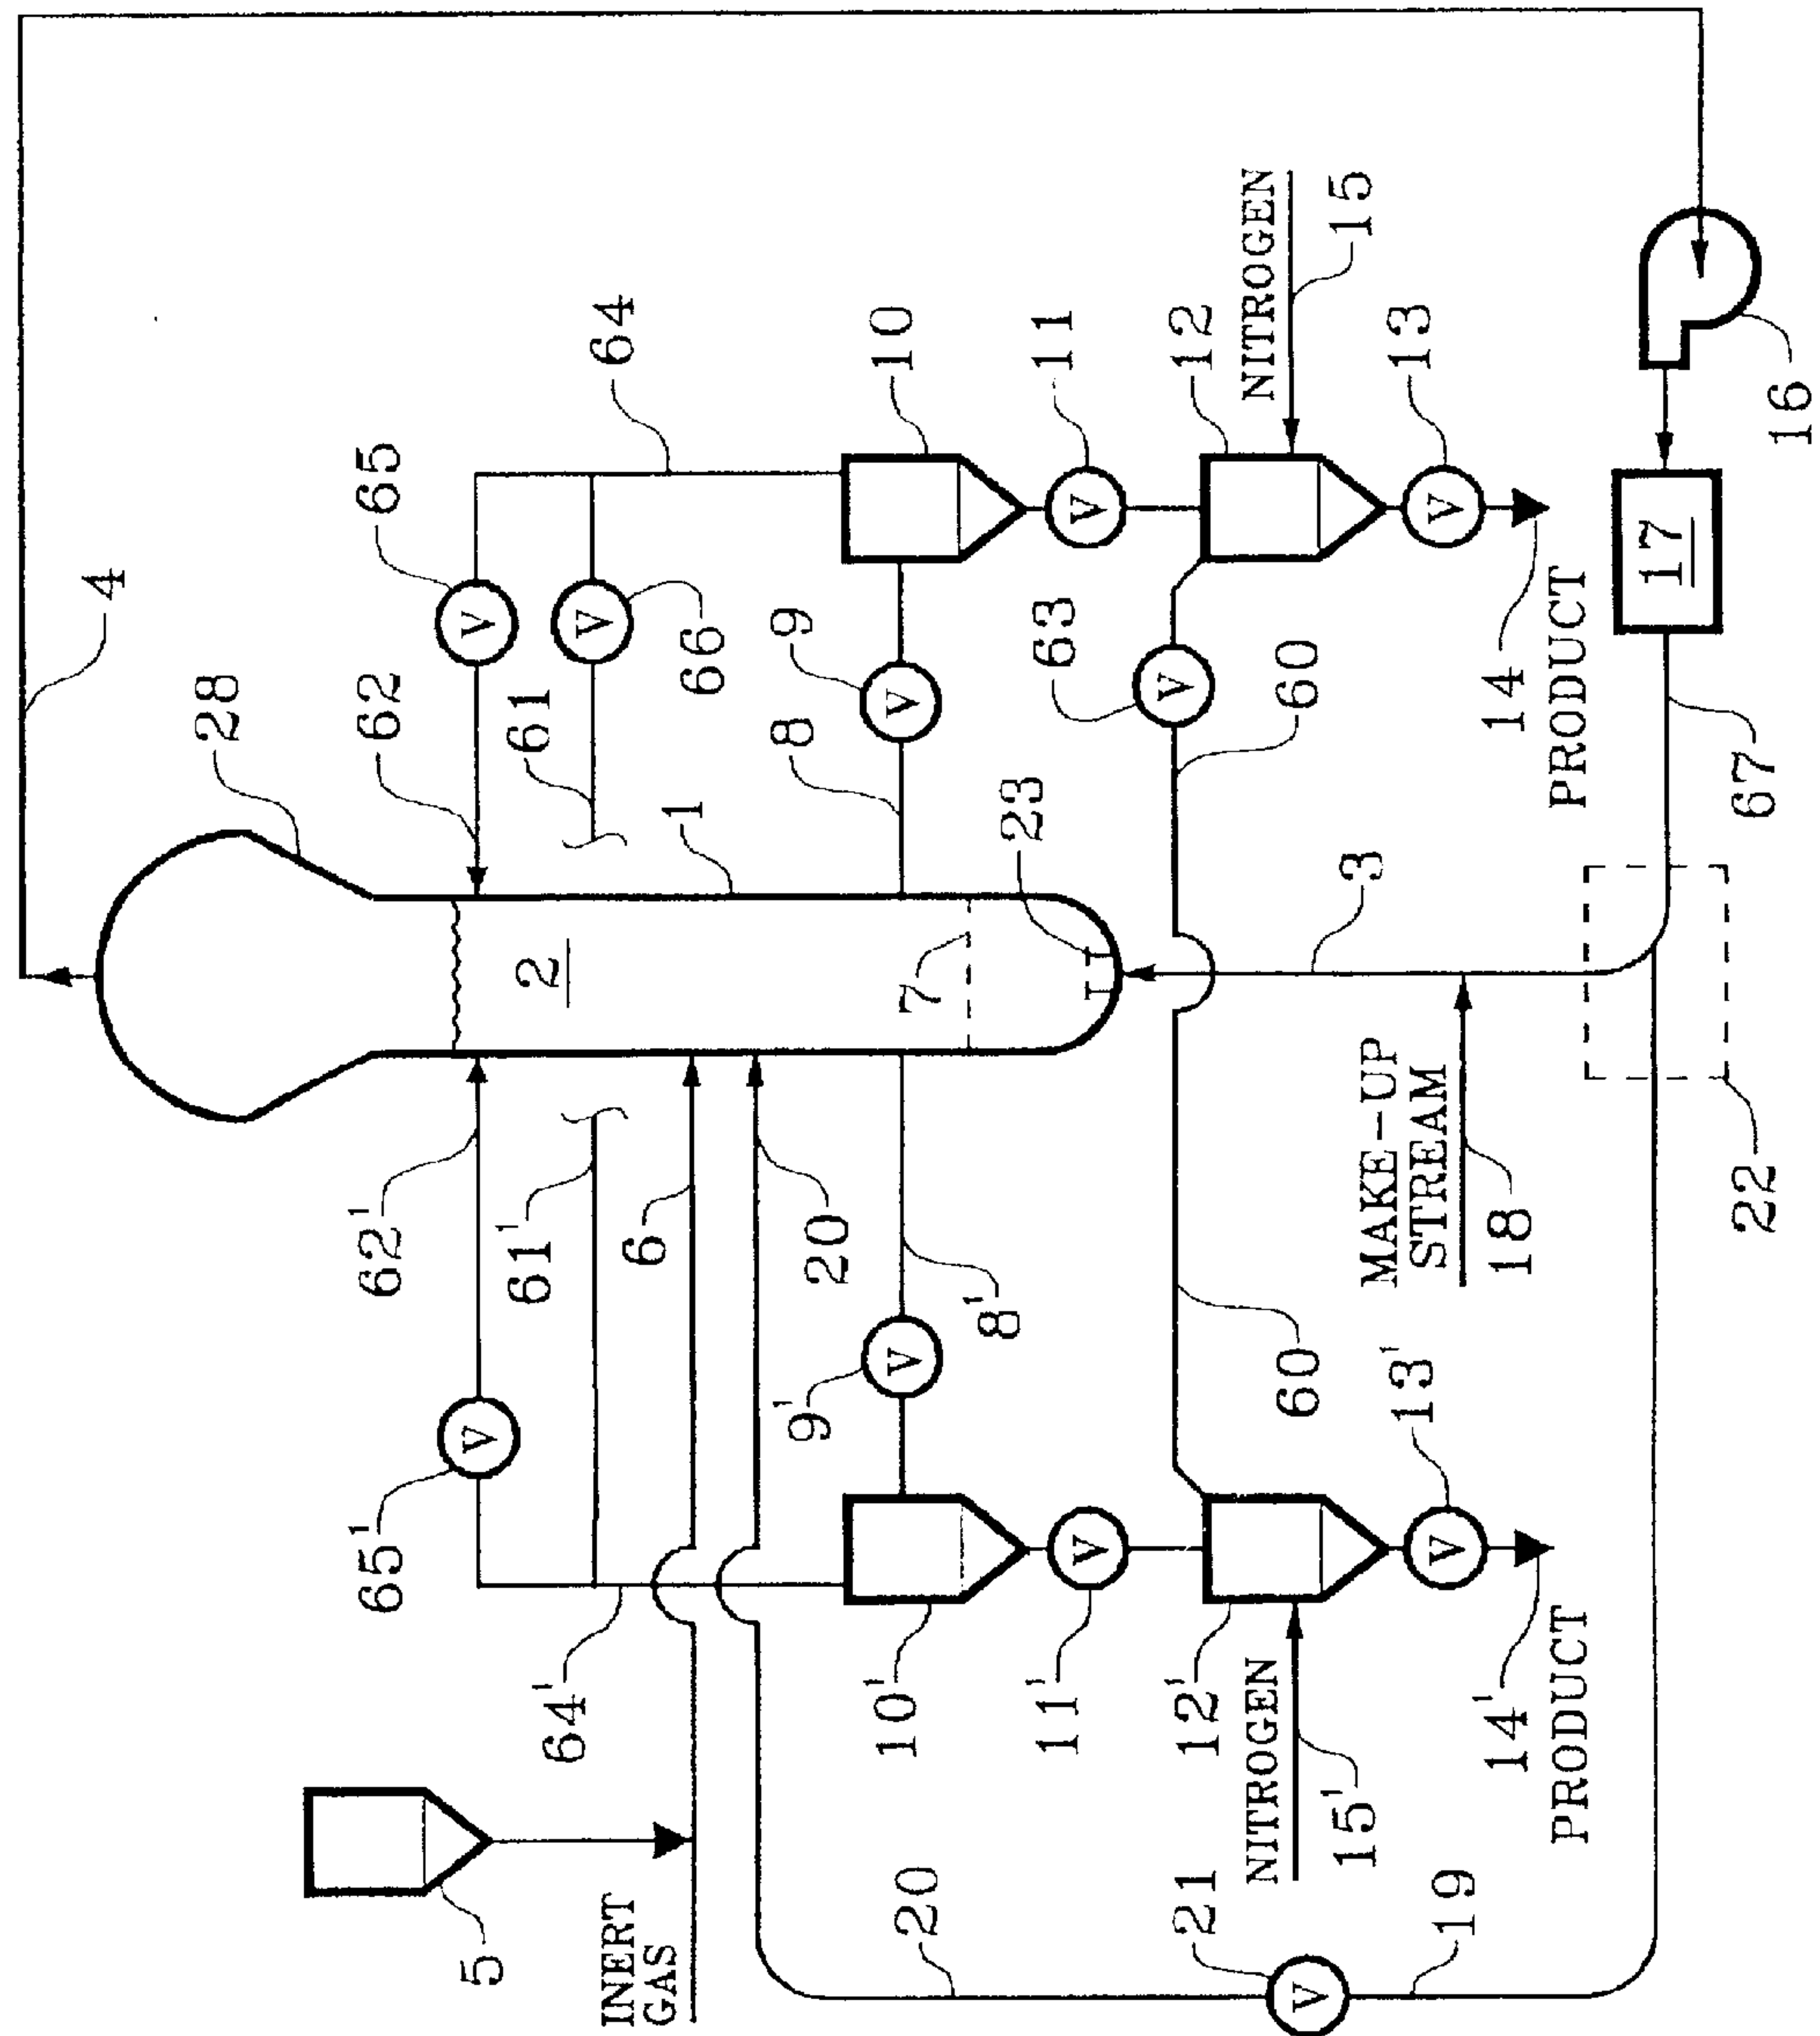 4
28
65' 62' 62 65
V V
5
61' 2 61
V
64' 64
INERT
GAS
6 1 66
9' 20 8 9
10' 7 10
V V
20
8' 23
11' 63 11
V V
V
21 12' 12
NITROGEN NITROGEN
60 60
V
15' 3 15
MAKE-UP
STREAM
13' 13
V V
19
14' 18 14
PRODUCT PRODUCT
17
22 67
16